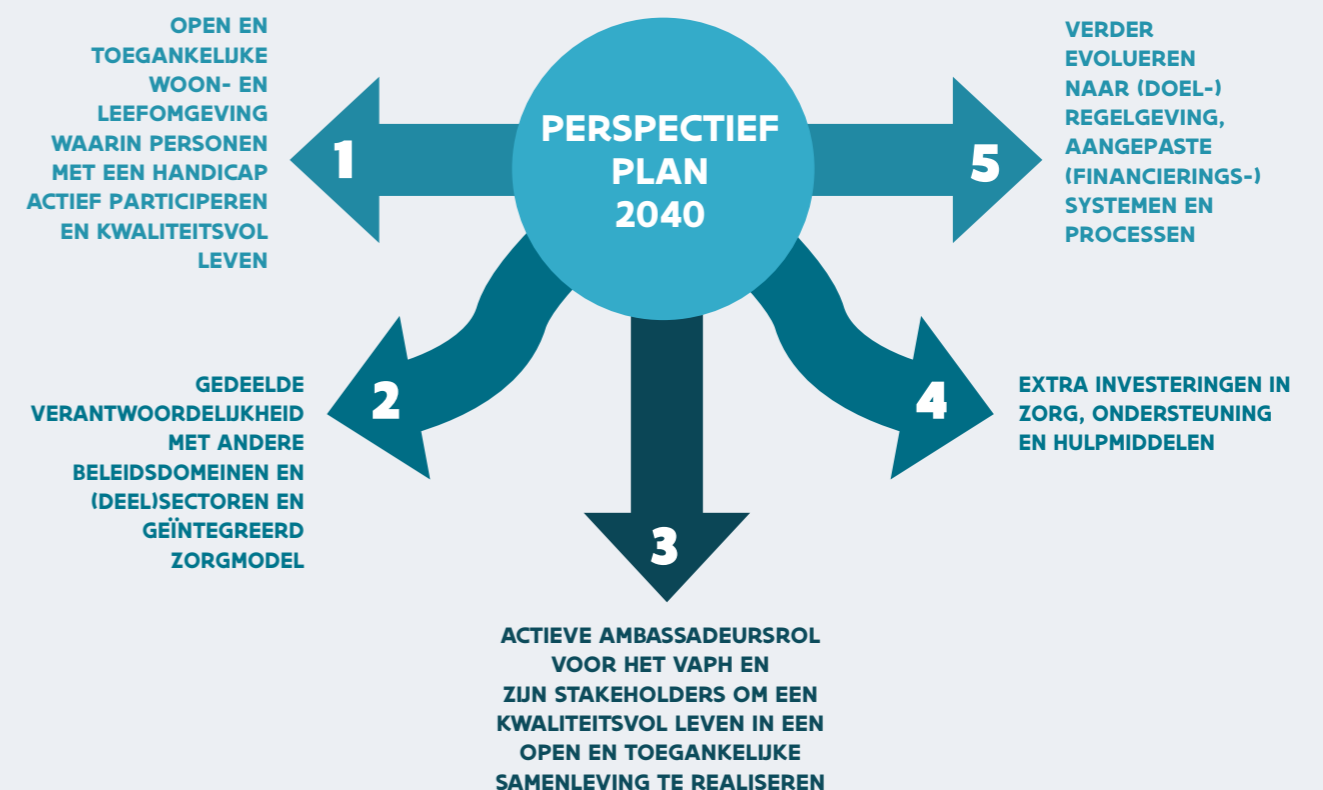 PERSPECTIEF
PLAN
2040
1
OPEN EN
TOEGANKELIJKE
WOON- EN
LEEFOMGEVING
WAARIN PERSONEN
MET EEN HANDICAP
ACTIEF PARTICIPEREN
EN KWALITEITSVOL
LEVEN
2
GEDEELDE
VERANTWOORDELIJKHEID
MET ANDERE
BELEIDSDOMEINEN EN
(DEEL)SECTOREN EN
GEÏNTEGREERD
ZORGMODEL
3
ACTIEVE AMBASSADEURSROL
VOOR HET VAPH EN
ZIJN STAKEHOLDERS OM EEN
KWALITEITSVOL LEVEN IN EEN
OPEN EN TOEGANKELIJKE
SAMENLEVING TE REALISEREN
4
EXTRA INVESTERINGEN IN
ZORG, ONDERSTEUNING
EN HULPMIDDELEN
5
VERDER
EVOLUEREN
NAAR (DOEL-)
REGELGEVING,
AANGEPASTE
(FINANCIERINGS-)
SYSTEMEN EN
PROCESSEN